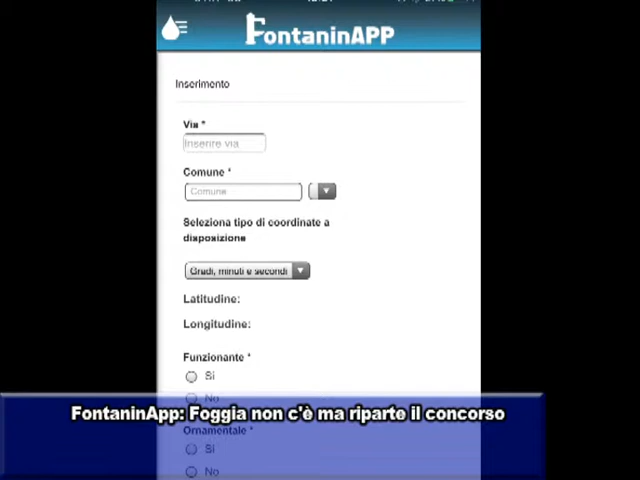 FontaninAPP
Inserimento
Via *
Inserire via
Comune *
Comune
Seleziona tipo di coordinate a
disposizione
Gradi, minuti e secondi
Latitudine:
Longitudine:
Funzionante *
Si
No
FontaninApp: Foggia non c'è ma riparte il concorso
Ornamentale *
Si
No